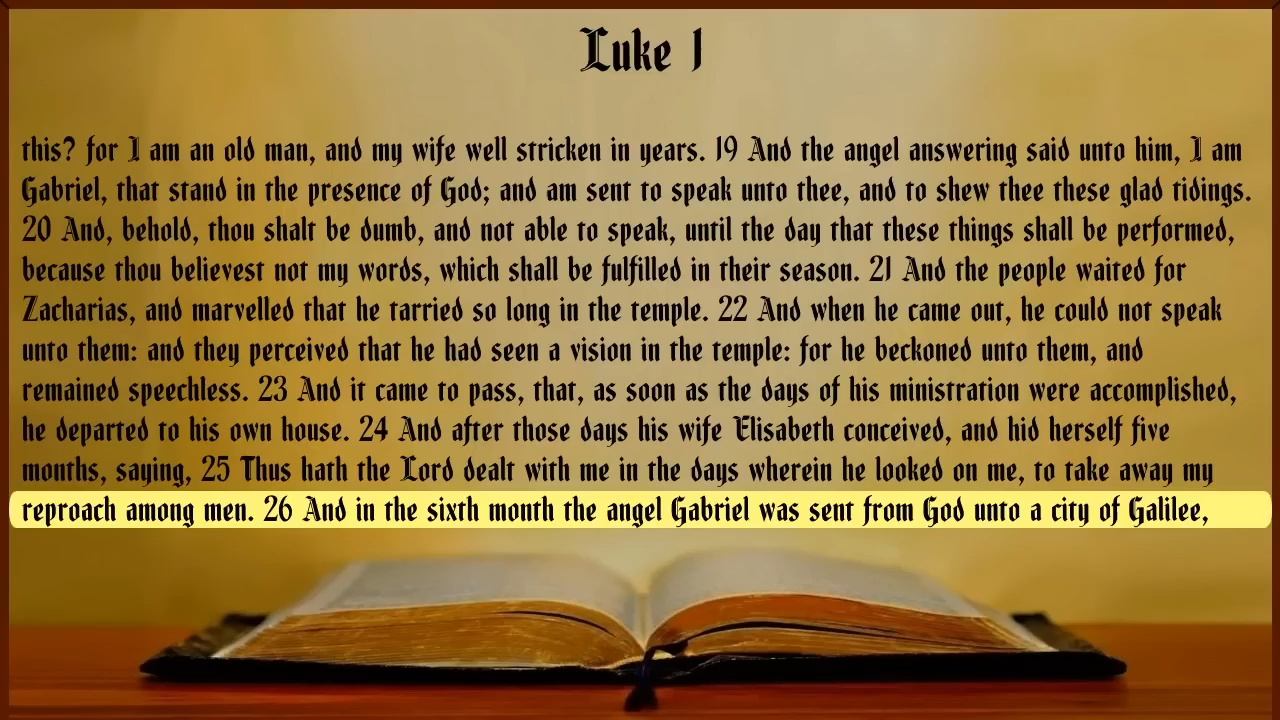 Luke 1
this? for I am an old man, and my wife well stricken in years. 19 And the angel answering said unto him, I am
Gabriel, that stand in the presence of God; and am sent to speak unto thee, and to shew thee these glad tidings.
20 And, behold, thou shalt be dumb, and not able to speak, until the day that these things shall be performed,
because thou believest not my words, which shall be fulfilled in their season. 21 And the people waited for
Zacharias, and marvelled that he tarried so long in the temple. 22 And when he came out, he could not speak
unto them: and they perceived that he had seen a vision in the temple: for he beckoned unto them, and
remained speechless. 23 And it came to pass, that, as soon as the days of his ministration were accomplished,
he departed to his own house. 24 And after those days his wife Elisabeth conceived, and hid herself five
months, saying, 25 Thus hath the Lord dealt with me in the days wherein he looked on me, to take away my
reproach among men. 26 And in the sixth month the angel Gabriel was sent from God unto a city of Galilee,